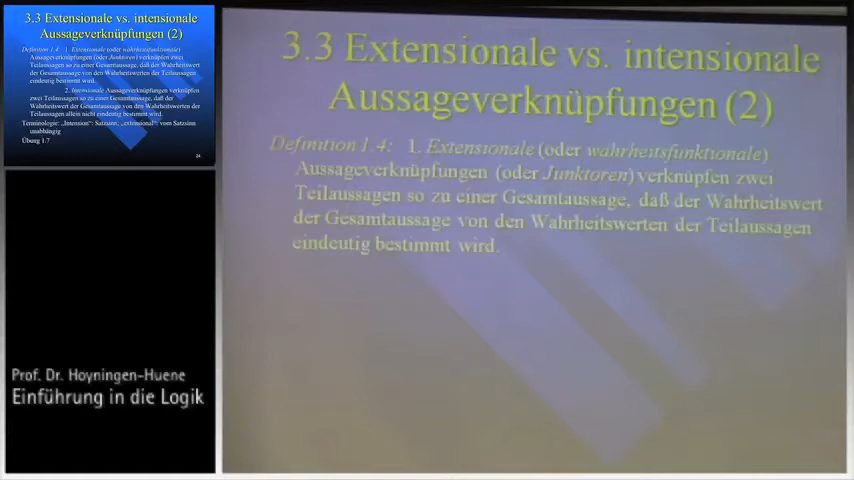 3.3 Extensionale vs. intensionale
Aussageverknüpfungen (2)
Definition 1.4: 1. Extensionale (oder wahrheitsfunktionale)
Aussageverknüpfungen (oder Junktoren) verknüpfen zwei
Teilaussagen so zu einer Gesamtaussage, daß der Wahrheitswert
der Gesamtaussage von den Wahrheitswerten der Teilaussagen
eindeutig bestimmt wird.
2. Intensionale Aussageverknüpfungen verknüpfen
zwei Teilaussagen so zu einer Gesamtaussage, daß der
Wahrheitswert der Gesamtaussage von den Wahrheitswerten der
Teilaussagen allein nicht eindeutig bestimmt wird.
Terminologie: „Intension“: Satzsinn, „extensional“: vom Satzsinn
unabhängig
Übung 1.7
24
Prof. Dr. Hoyningen-Huene
Einführung in die Logik
3.3 Extensionale vs. intensionale
Aussageverknüpfungen (2)
Definition 1.4: 1. Extensionale (oder wahrheitsfunktionale)
Aussageverknüpfungen (oder Junktoren) verknüpfen zwei
Teilaussagen so zu einer Gesamtaussage, daß der Wahrheitswert
der Gesamtaussage von den Wahrheitswerten der Teilaussagen
eindeutig bestimmt wird.